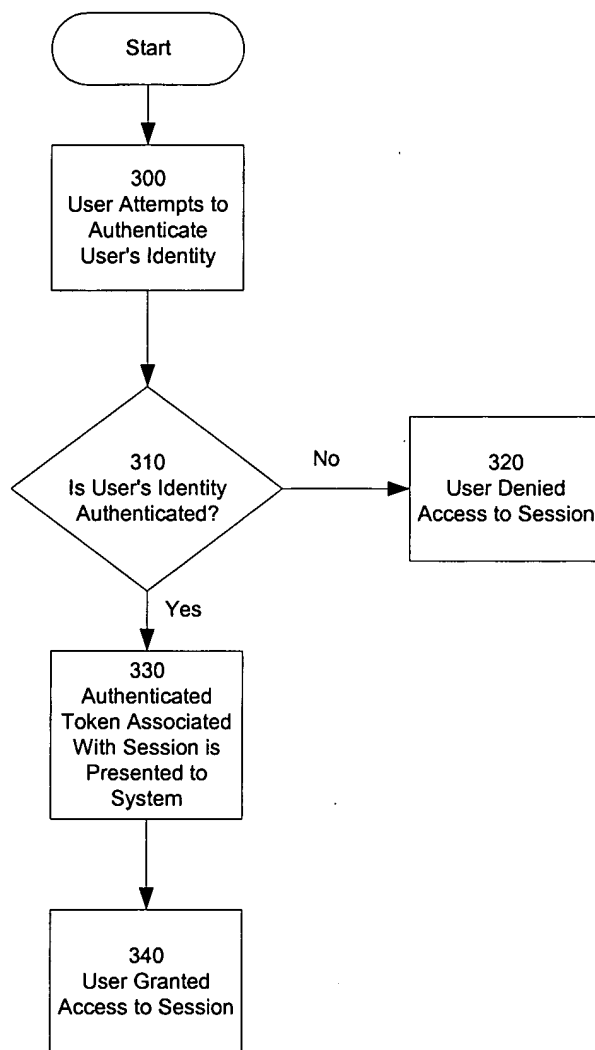 Start
300
User Attempts to
Authenticate
User's Identity
310
Is User's Identity
Authenticated?
No
320
User Denied
Access to Session
Yes
330
Authenticated
Token Associated
With Session is
Presented to
System
340
User Granted
Access to Session